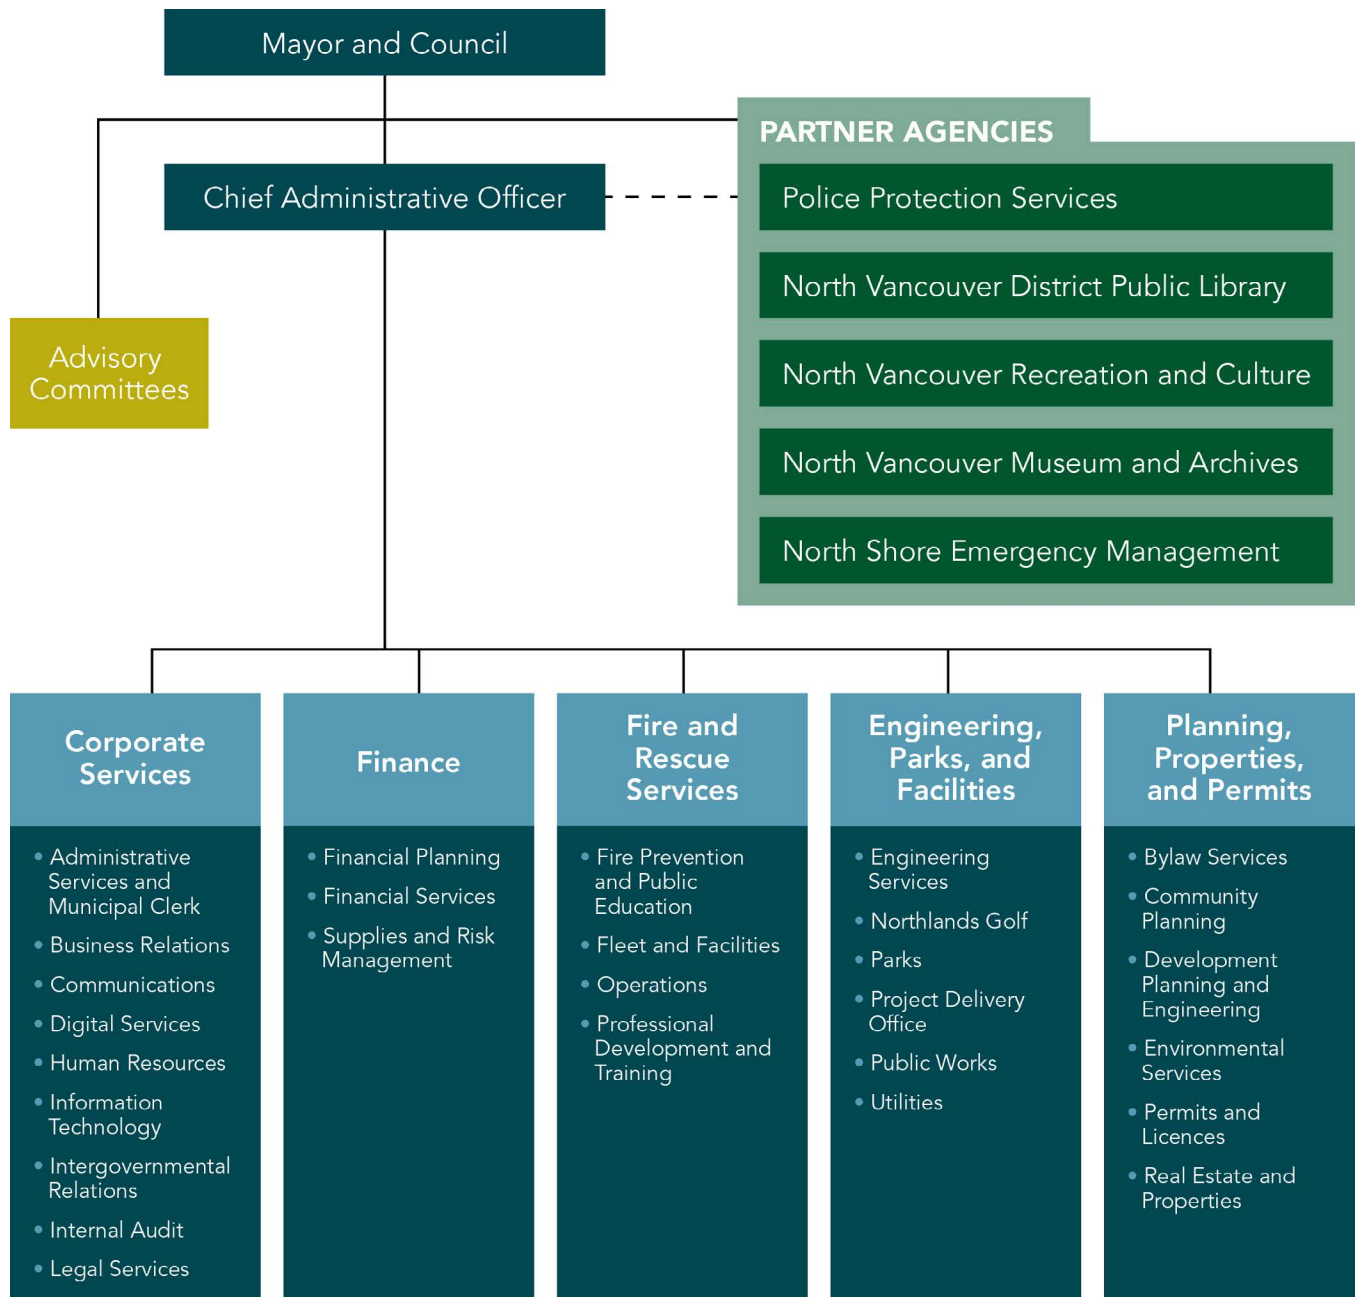 Mayor and Council
PARTNER AGENCIES
Chief Administrative Officer
Police Protection Services
North Vancouver District Public Library
Advisory
Committees
North Vancouver Recreation and Culture
North Vancouver Museum and Archives
North Shore Emergency Management
Corporate
Services
• Administrative
Services and
Municipal Clerk
• Business Relations
• Communications
• Digital Services
• Human Resources
• Information
Technology
• Intergovernmental
Relations
• Internal Audit
• Legal Services
Finance
• Financial Planning
• Financial Services
• Supplies and Risk
Management
Fire and
Rescue
Services
• Fire Prevention
and Public
Education
• Fleet and Facilities
• Operations
• Professional
Development and
Training
Engineering,
Parks, and
Facilities
• Engineering
Services
• Northlands Golf
• Parks
• Project Delivery
Office
• Public Works
• Utilities
Planning,
Properties,
and Permits
• Bylaw Services
• Community
Planning
• Development
Planning and
Engineering
• Environmental
Services
• Permits and
Licences
• Real Estate and
Properties